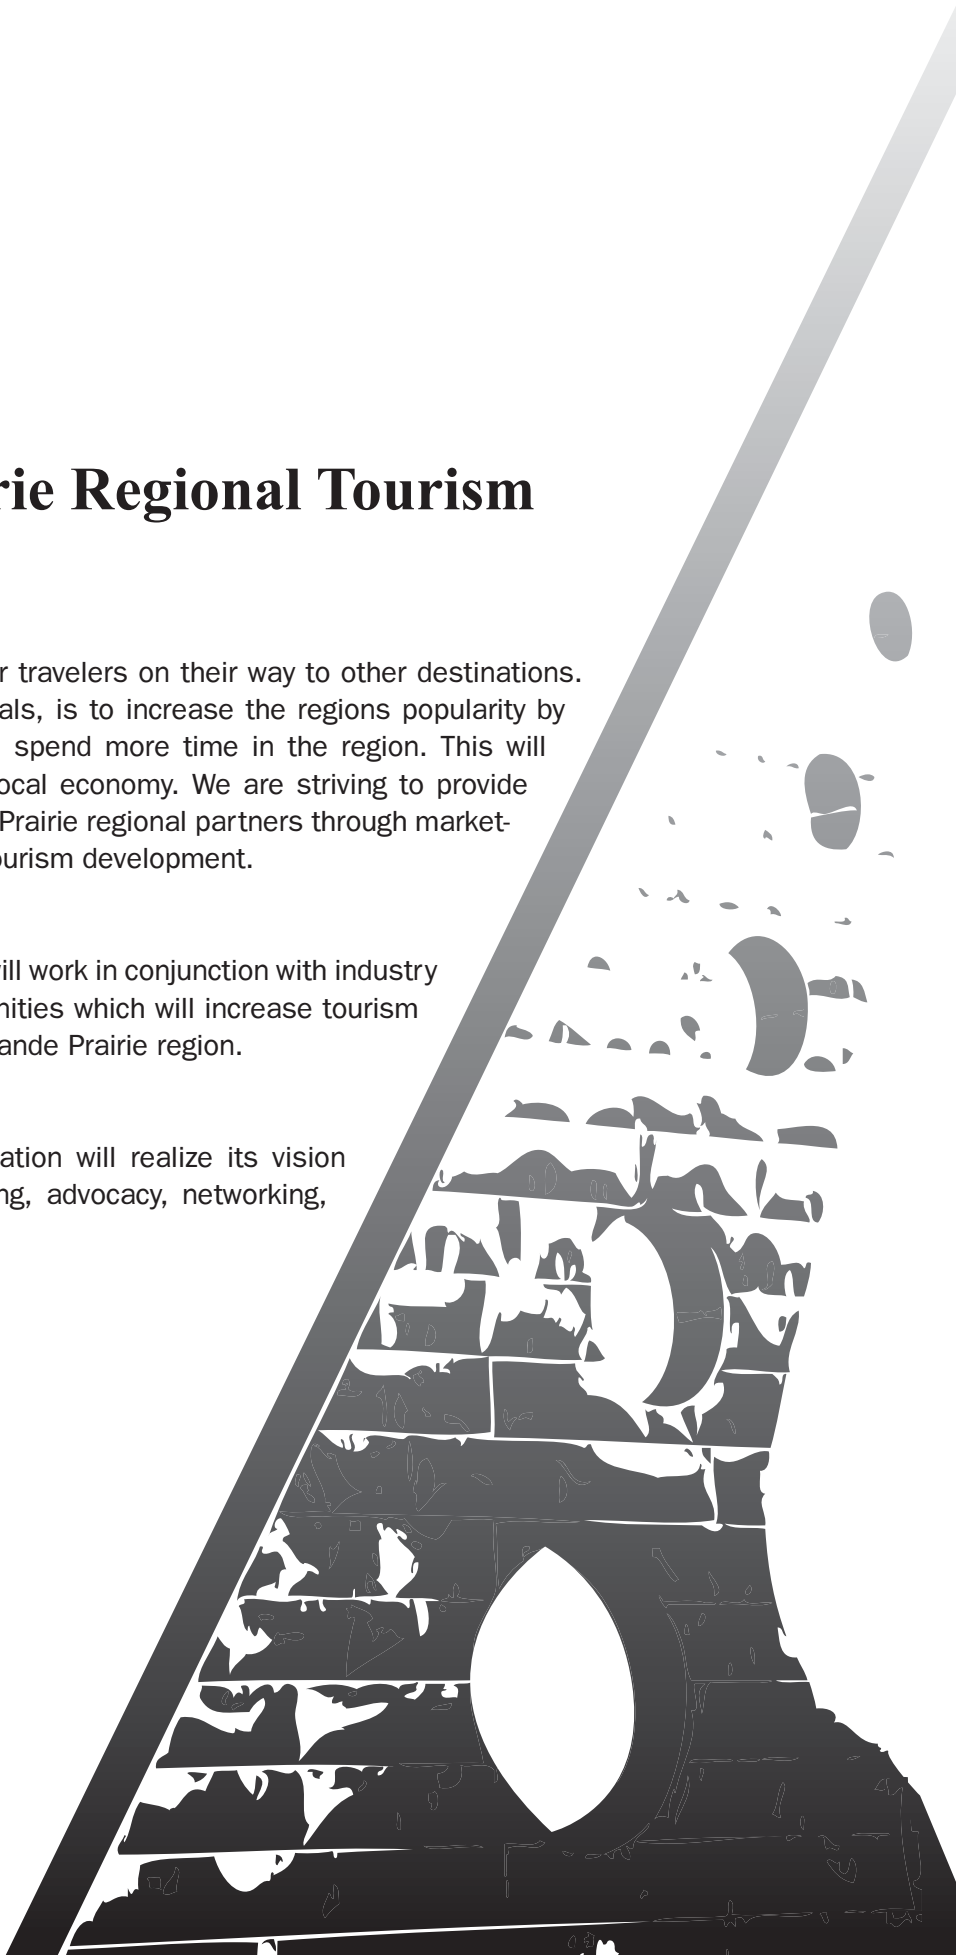 rie Regional Tourism
r travelers on their way to other destinations.
als, is to increase the regions popularity by
spend more time in the region. This will
ocal economy. We are striving to provide
Prairie regional partners through market-
ourism development.
ill work in conjunction with industry
nities which will increase tourism
ande Prairie region.
ation will realize its vision
ng, advocacy, networking,